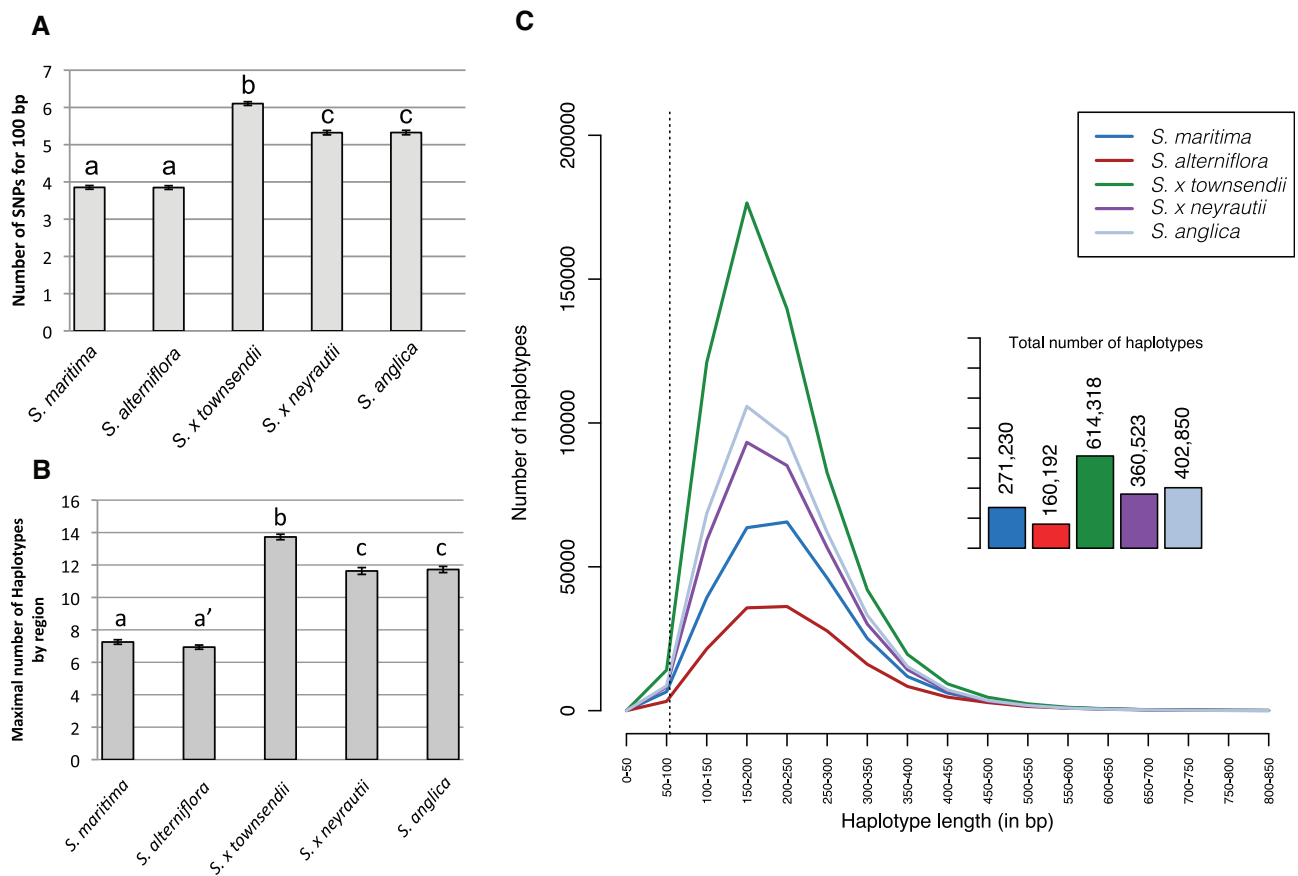 A
Number of SNPs for 100 bp
7
6
5
4
3
2
1
0
a
a
b
c
c
S. maritima
S. alterniflora
S. x townsendii
S. x neyrautii
S. anglica
B
Maximal number of Haplotypes
by region
16
14
12
10
8
6
4
2
0
a
a’
b
c
c
S. maritima
S. alterniflora
S. x townsendii
S. x neyrautii
S. anglica
C
Number of haplotypes
200000
150000
100000
50000
0
0-50
50-100
100-150
150-200
200-250
250-300
300-350
350-400
400-450
450-500
500-550
550-600
600-650
650-700
700-750
750-800
800-850
Haplotype length (in bp)
S. maritima
S. alterniflora
S. x townsendii
S. x neyrautii
S. anglica
Total number of haplotypes
271,230
160,192
614,318
360,523
402,850